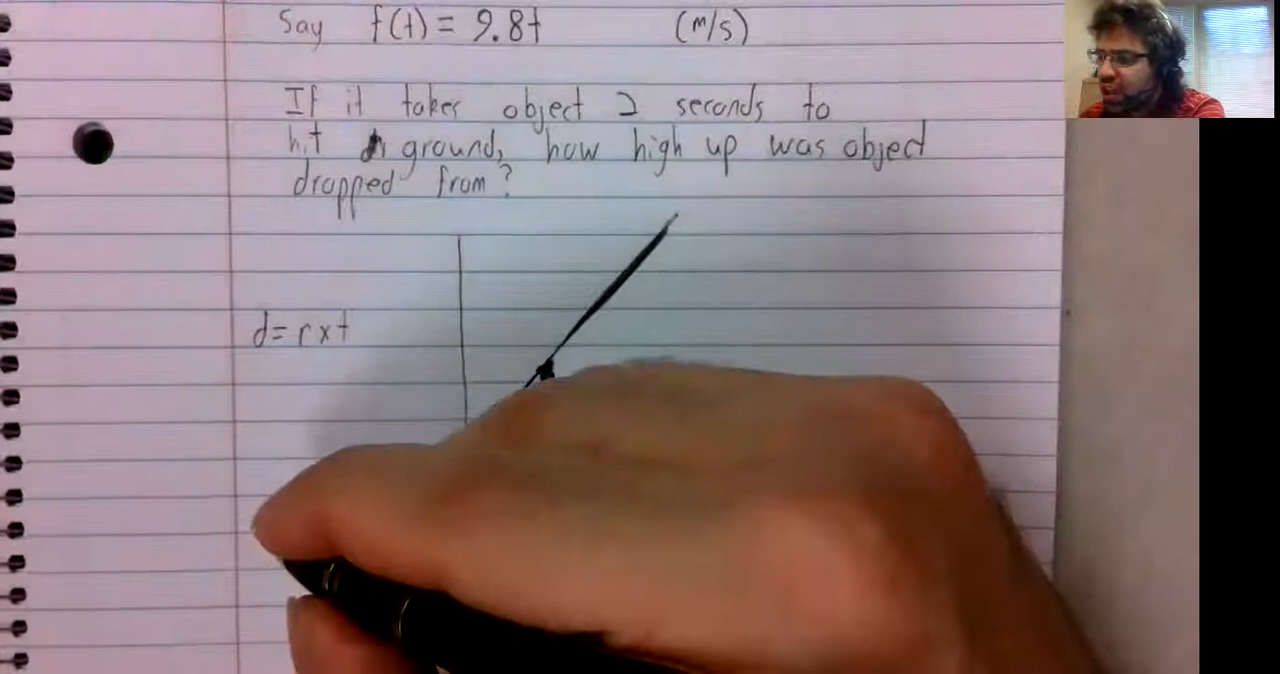 Say f(t) = 9.8t (m/s)
If it takes object 2 seconds to
hit ground, how high up was object
dropped from?
d = r x t